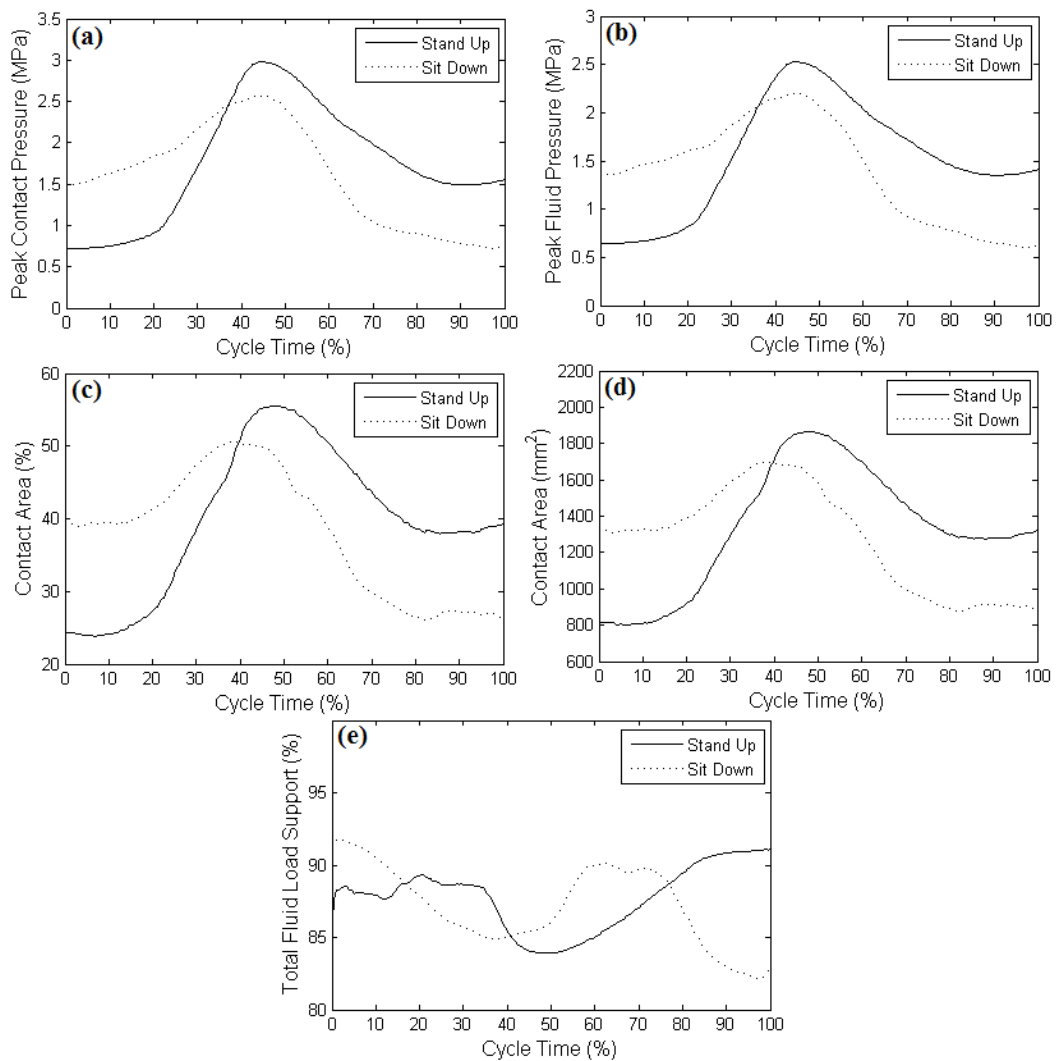 (a)
Stand Up
Sit Down
Peak Contact Pressure (MPa)
3.5
3
2.5
2
1.5
1
0.5
0
0 10 20 30 40 50 60 70 80 90 100
Cycle Time (%)
(b)
Stand Up
Sit Down
Peak Fluid Pressure (MPa)
3
2.5
2
1.5
1
0.5
0
0 10 20 30 40 50 60 70 80 90 100
Cycle Time (%)
(c)
Stand Up
Sit Down
Contact Area (%)
60
50
40
30
20
0 10 20 30 40 50 60 70 80 90 100
Cycle Time (%)
(d)
Stand Up
Sit Down
Contact Area (mm²)
2200
2000
1800
1600
1400
1200
1000
800
600
0 10 20 30 40 50 60 70 80 90 100
Cycle Time (%)
(e)
Stand Up
Sit Down
Total Fluid Load Support (%)
95
90
85
80
0 10 20 30 40 50 60 70 80 90 100
Cycle Time (%)